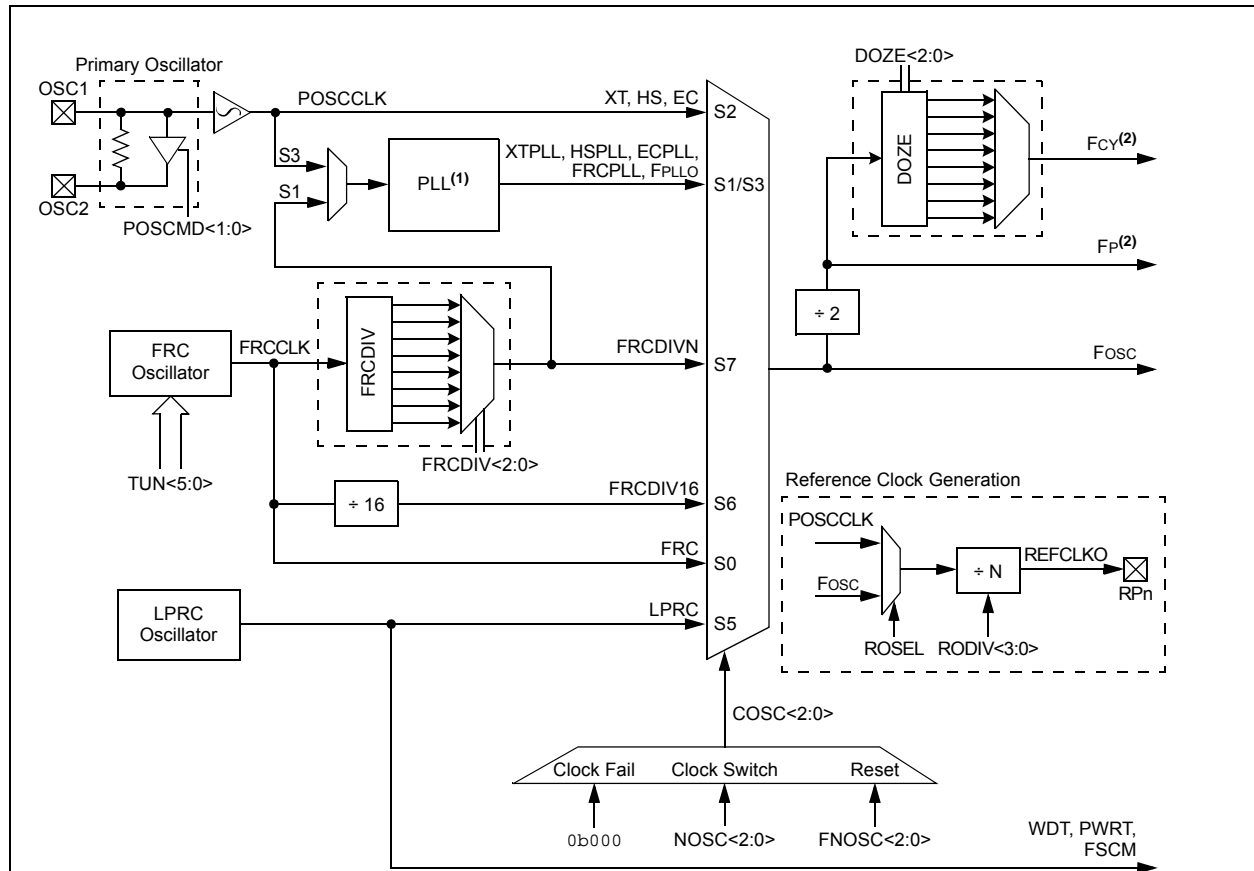 DOZE<2:0>
Primary Oscillator
OSC1
POSCCLK
XT, HS, EC
S2
DOZE
FCY(2)
S3
XTPLL, HSPLL, ECPLL,
FRCPLL, FPLLO
PLL(1)
S1/S3
S1
OSC2
POSCMD<1:0>
FP(2)
÷ 2
FRC
Oscillator
FRCCLK
FRCDIV
FRCDIVN
S7
FOSC
TUN<5:0>
FRCDIV<2:0>
Reference Clock Generation
÷ 16
FRCDIV16
S6
POSCCLK
FRC
S0
÷ N
REFCLKO
RPn
FOSC
LPRC
Oscillator
LPRC
S5
ROSEL
RODIV<3:0>
COSC<2:0>
Clock Fail
Clock Switch
Reset
0b000
NOSC<2:0>
FNOSC<2:0>
WDT, PWRT,
FSCM